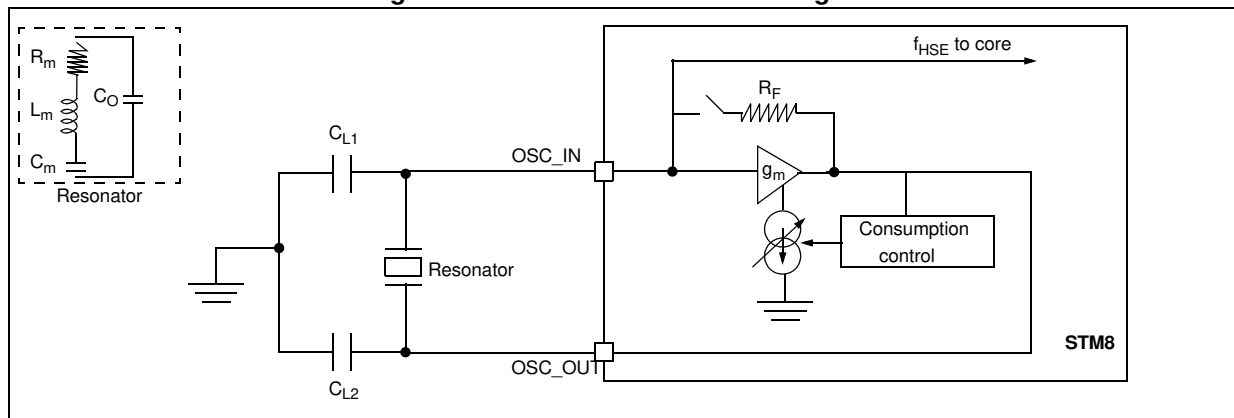 R_m
L_m
C_m
C_O
Resonator
C_L1
C_L2
Resonator
OSC_IN
OSC_OUT
f_HSE to core
R_F
g_m
Consumption
control
STM8